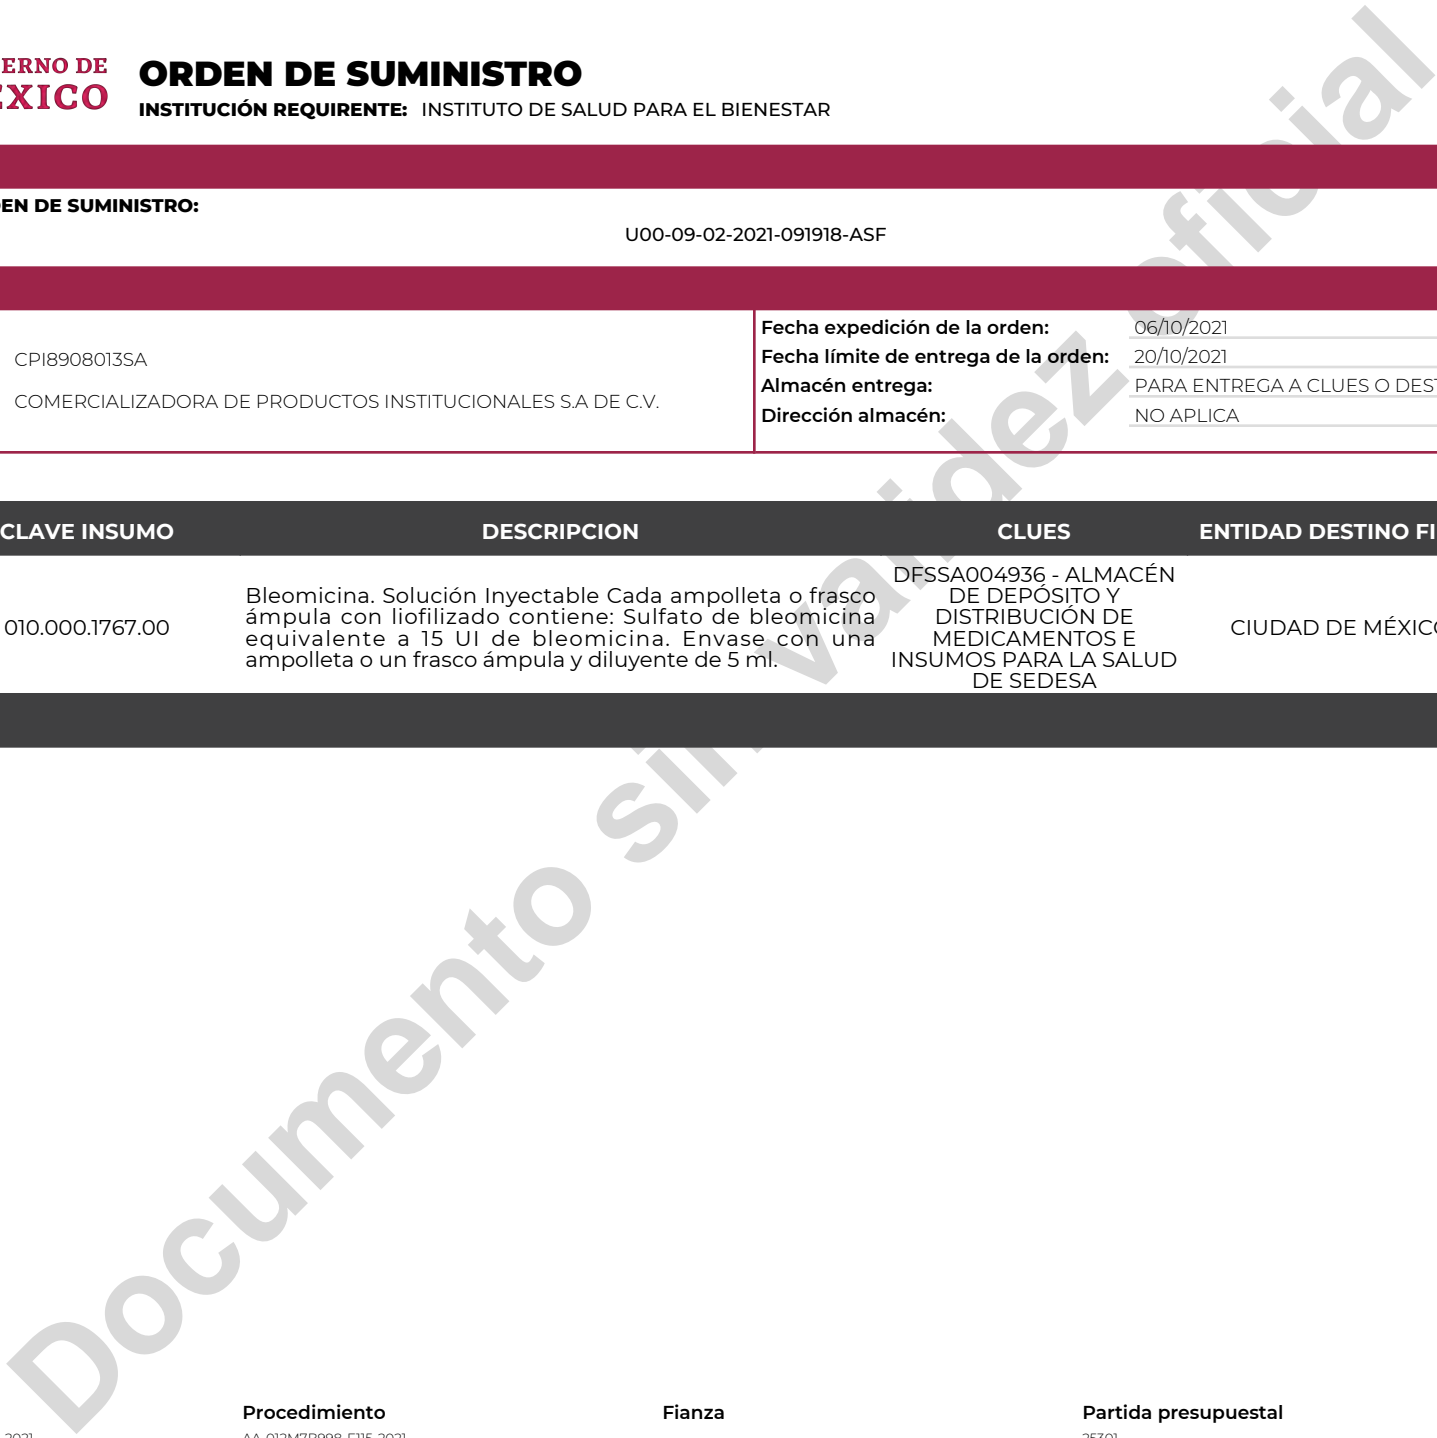 ERNO DE
ÉXICO
ORDEN DE SUMINISTRO
INSTITUCIÓN REQUIRENTE: INSTITUTO DE SALUD PARA EL BIENESTAR
EN DE SUMINISTRO:
U00-09-02-2021-091918-ASF
CPI8908013SA
COMERCIALIZADORA DE PRODUCTOS INSTITUCIONALES S.A DE C.V.
Fecha expedición de la orden: 06/10/2021
Fecha límite de entrega de la orden: 20/10/2021
Almacén entrega: PARA ENTREGA A CLUES O DEST
Dirección almacén: NO APLICA
CLAVE INSUMO DESCRIPCION CLUES ENTIDAD DESTINO FI
010.000.1767.00
Bleomicina. Solución Inyectable Cada ampolleta o frasco
ámpula con liofilizado contiene: Sulfato de bleomicina
equivalente a 15 UI de bleomicina. Envase con una
ampolleta o un frasco ámpula y diluyente de 5 ml.
DFSSA004936 - ALMACÉN
DE DEPÓSITO Y
DISTRIBUCIÓN DE
MEDICAMENTOS E
INSUMOS PARA LA SALUD
DE SEDESA
CIUDAD DE MÉXICO
Documento sin validez oficial
Procedimiento Fianza Partida presupuestal